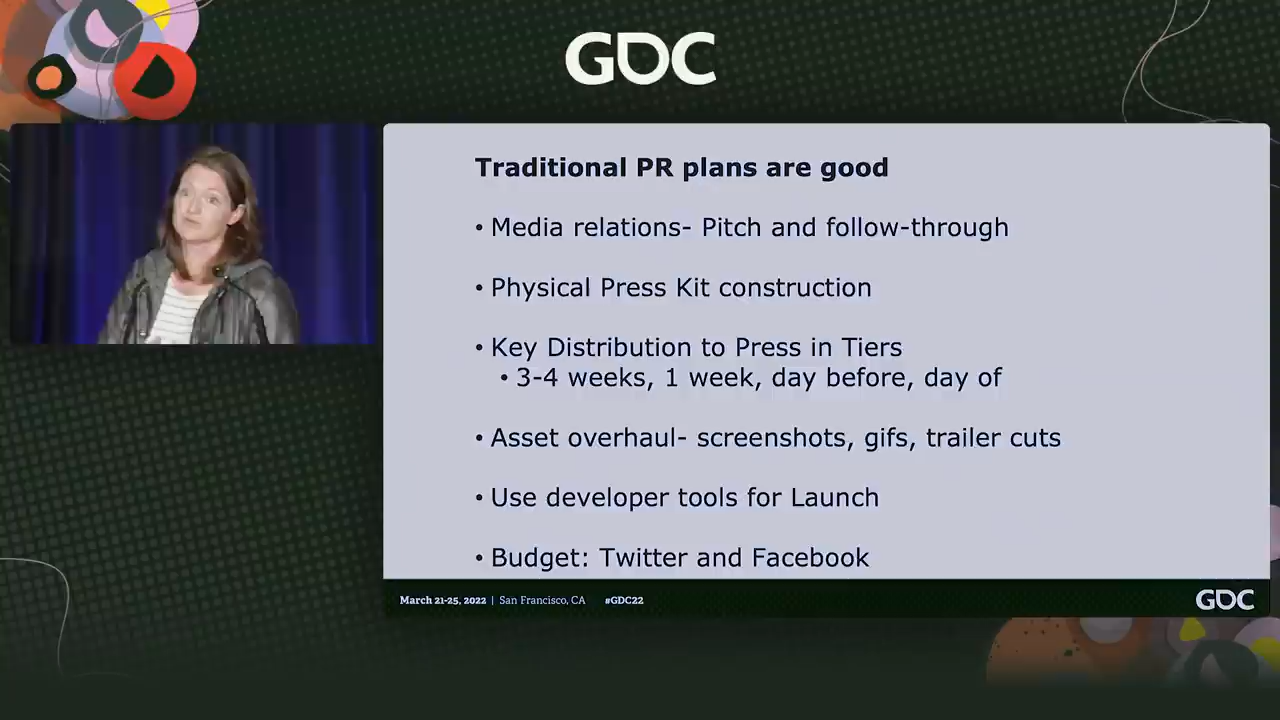 GDC
Traditional PR plans are good
• Media relations- Pitch and follow-through
• Physical Press Kit construction
• Key Distribution to Press in Tiers
• 3-4 weeks, 1 week, day before, day of
• Asset overhaul- screenshots, gifs, trailer cuts
• Use developer tools for Launch
• Budget: Twitter and Facebook
March 21-25, 2022 | San Francisco, CA #GDC22
GDC